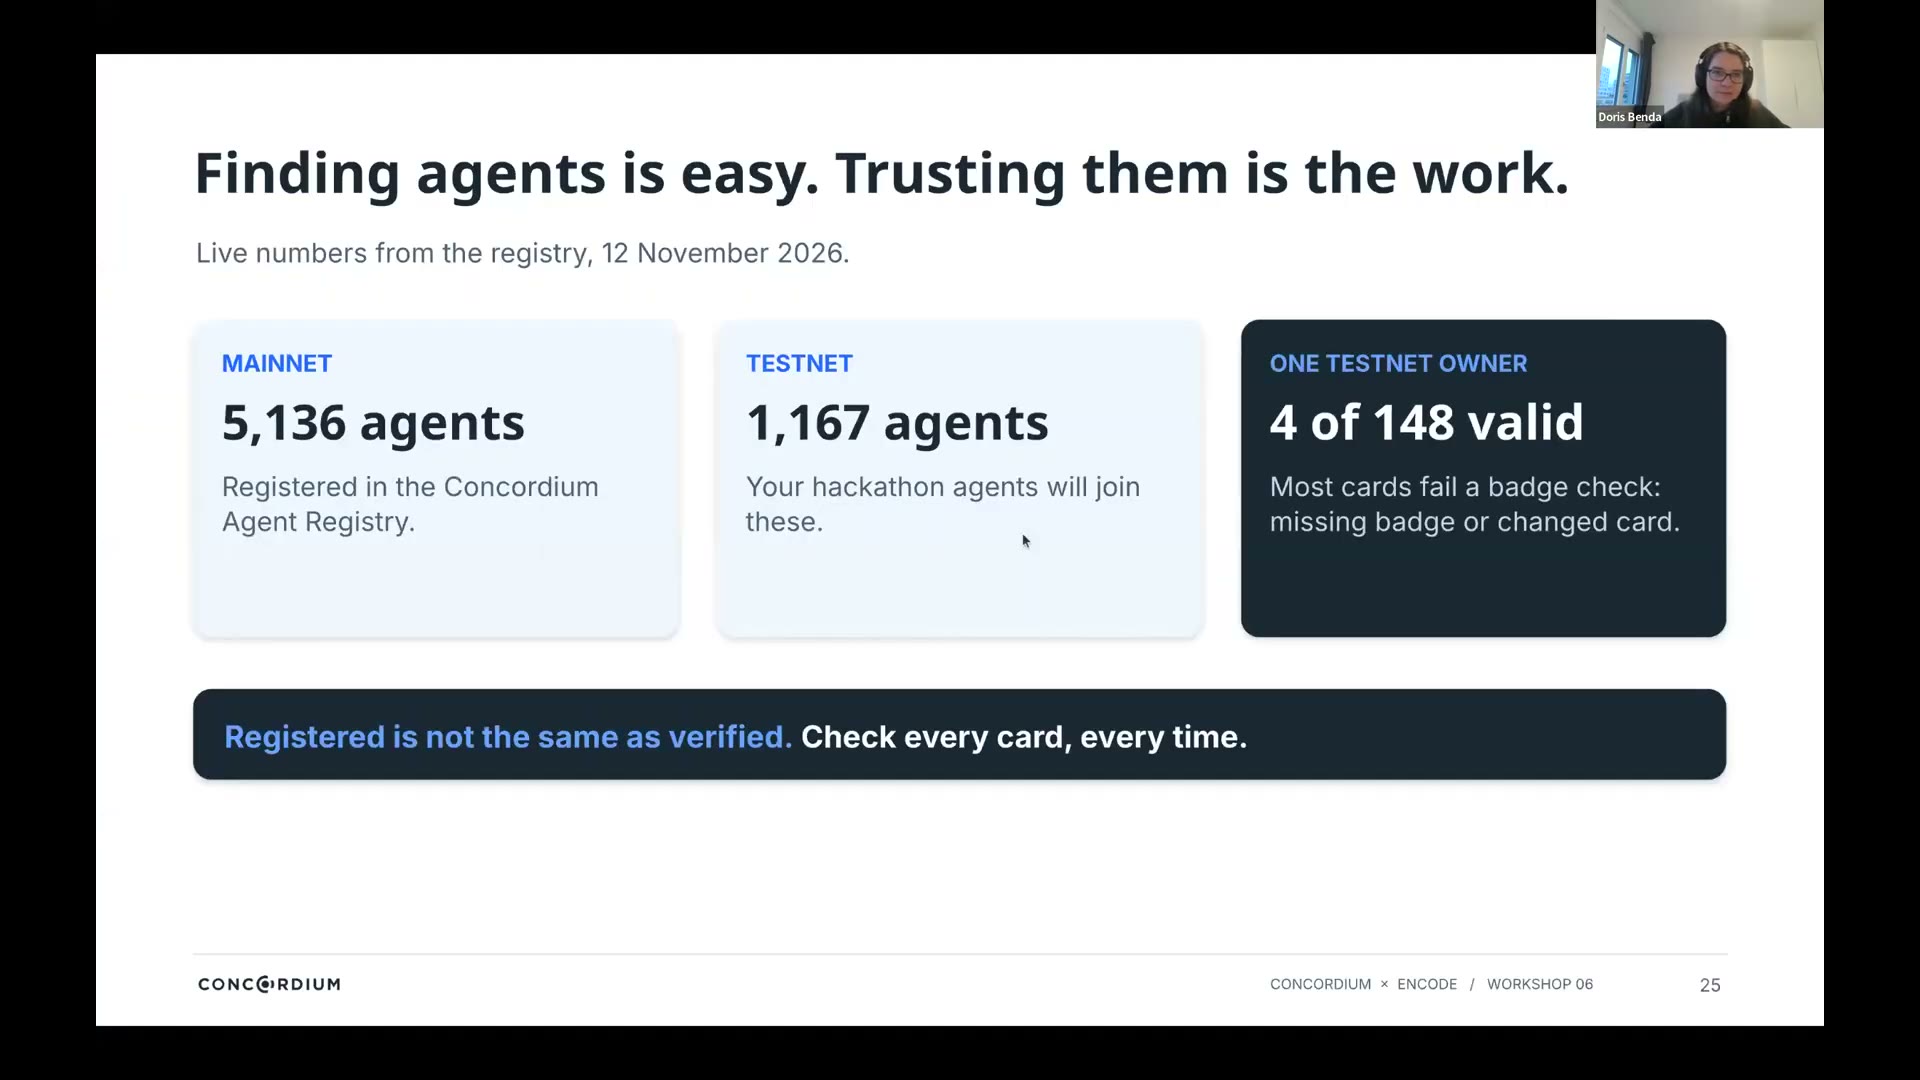 Doris Benda
Finding agents is easy. Trusting them is the work.
Live numbers from the registry, 12 November 2026.
MAINNET
5,136 agents
Registered in the Concordium
Agent Registry.
TESTNET
1,167 agents
Your hackathon agents will join
these.
ONE TESTNET OWNER
4 of 148 valid
Most cards fail a badge check:
missing badge or changed card.
Registered is not the same as verified. Check every card, every time.
CONCORDIUM
CONCORDIUM × ENCODE / WORKSHOP 06
25